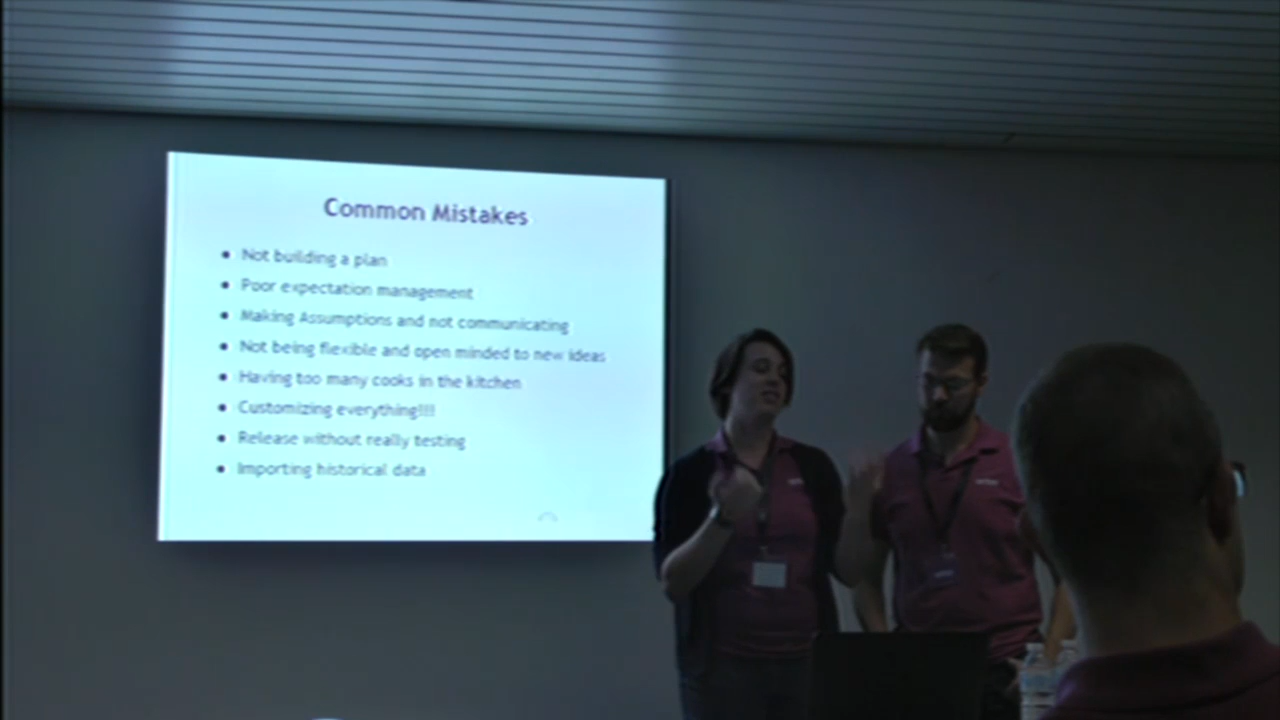 Common Mistakes
• Not building a plan
• Poor expectation management
• Making Assumptions and not communicating
• Not being flexible and open minded to new ideas
• Having too many cooks in the kitchen
• Customizing everything!!!
• Release without really testing
• Importing historical data